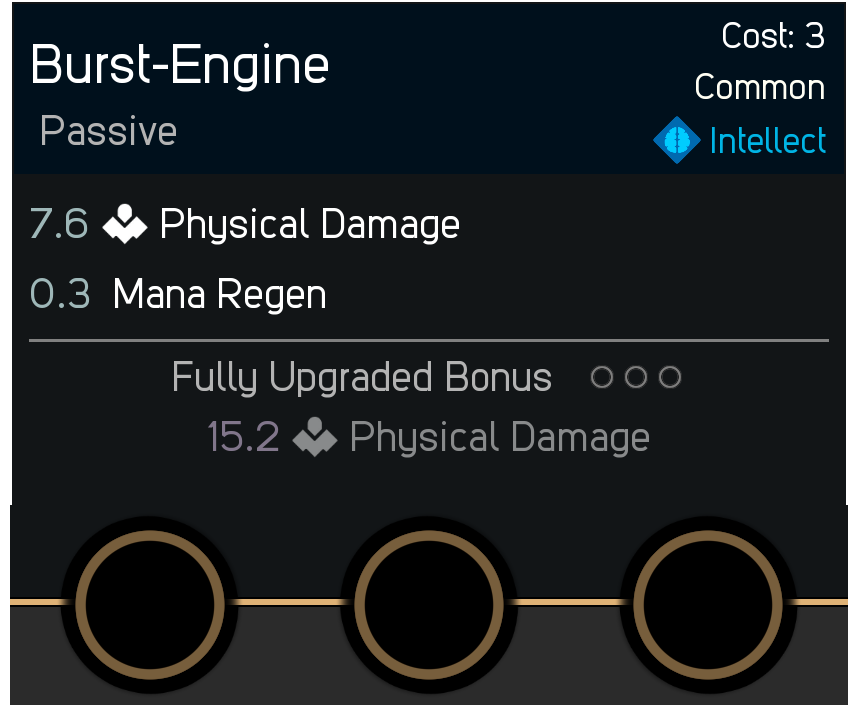 Burst-Engine
Cost: 3
Common
Passive
Intellect
7.6 Physical Damage
0.3 Mana Regen
Fully Upgraded Bonus
15.2 Physical Damage